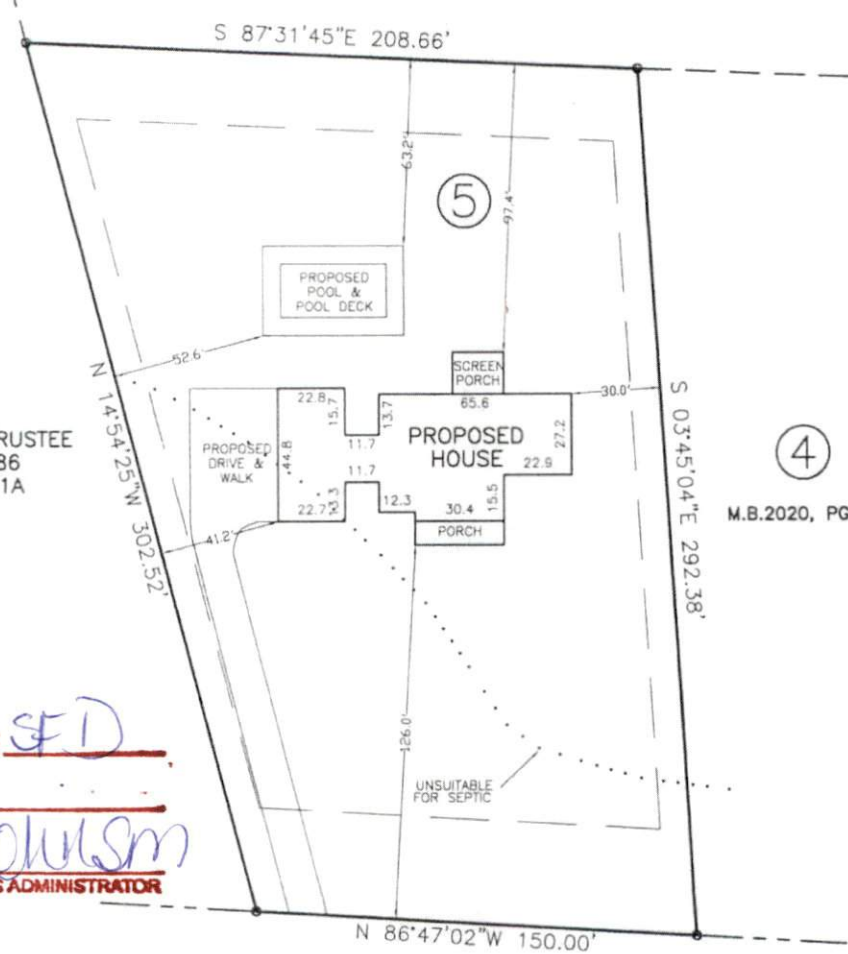 S 87°31'45"E 208.66'
63.2'
5
97.4'
PROPOSED
POOL &
POOL DECK
52.6'
SCREEN
PORCH
30.0'
N 14°54'25"W 302.52'
22.8
15.7
13.7
65.6
27.2
S 03°45'04"E 292.38'
RUSTEE
86
1A
PROPOSED
DRIVE &
WALK
44.8
11.7
PROPOSED
HOUSE
4
11.7
22.9
22.7
12.3
30.4
15.5
M.B.2020, PG
PORCH
41.2'
126.0'
SFD
UNSUITABLE
FOR SEPTIC
ADMINISTRATOR
N 86°47'02"W 150.00'